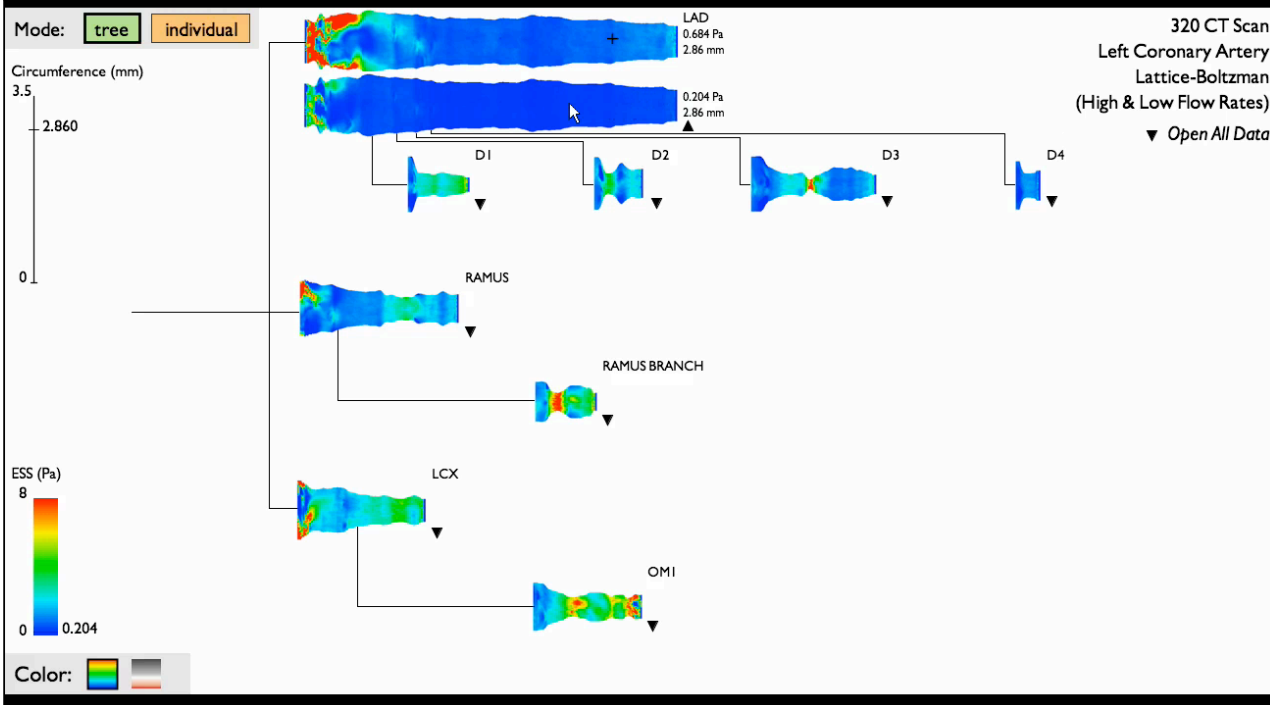 Mode: tree individual
LAD
0.684 Pa
2.86 mm
0.204 Pa
2.86 mm
320 CT Scan
Left Coronary Artery
Lattice-Boltzman
(High & Low Flow Rates)
▼ Open All Data
Circumference (mm)
3.5
2.860
0
D1
D2
D3
D4
RAMUS
RAMUS BRANCH
LCX
OM1
ESS (Pa)
8
0
0.204
Color: